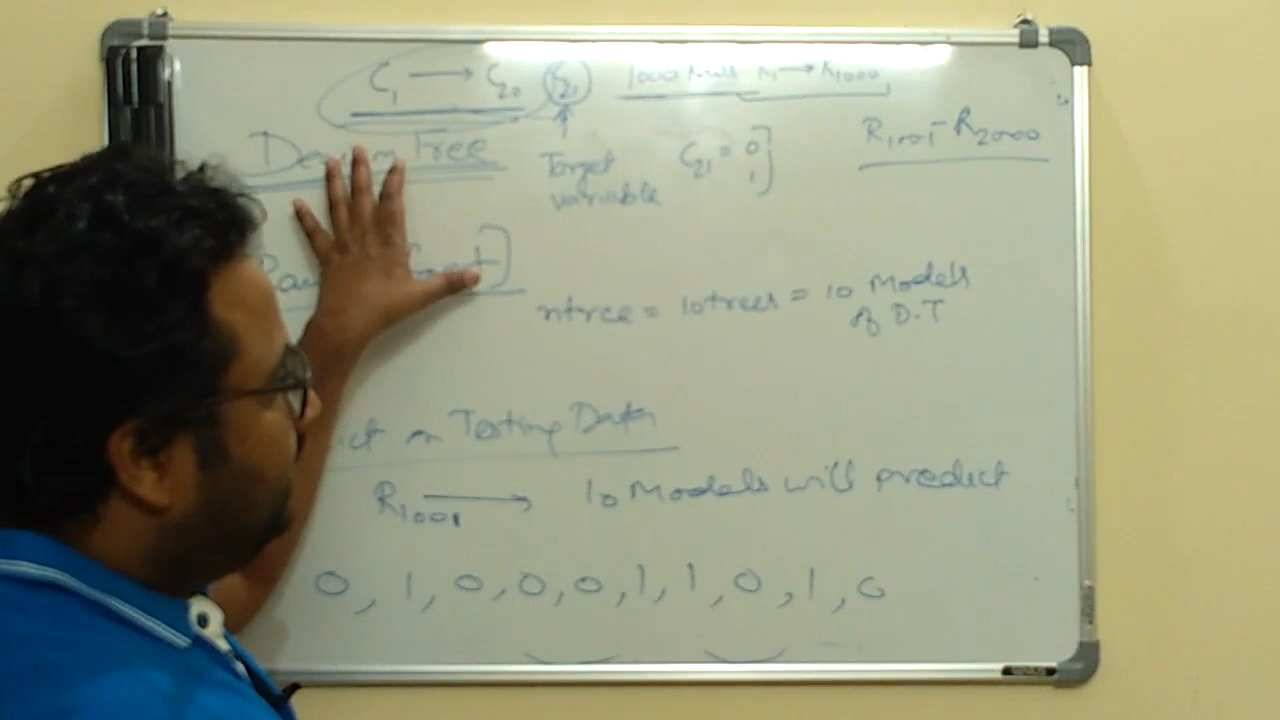 C1 → C20 C21 1000 rows R1 → R1000
Tree Target variable C21 = 0 1 R1001 - R2000
ntree = 10 trees = 10 Models of D.T
on Testing Data
R1001 → 10 Models will predict
0, 1, 0, 0, 0, 1, 1, 0, 1, 0